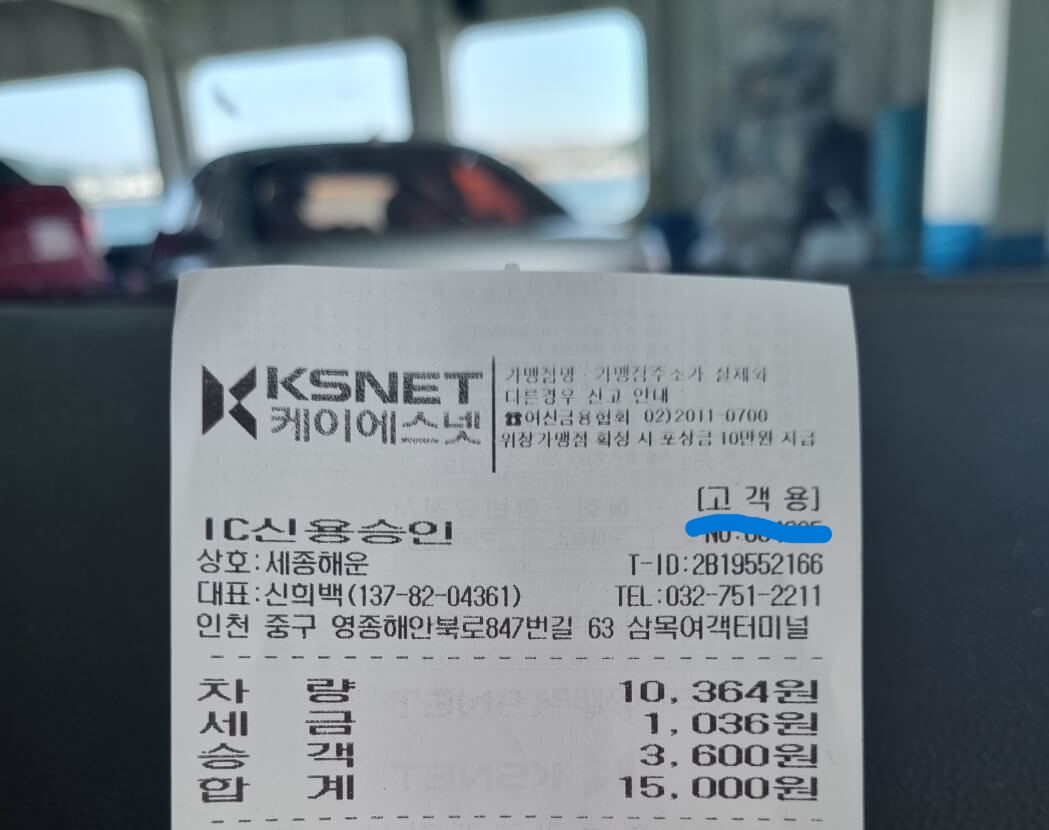 KSNET
케이에스넷
가맹점명, 가맹점주소가 실제와
다른경우 신고 안내
☎여신금융협회 02)2011-0700
위장가맹점 확정 시 포상금 10만원 지급
[고 객 용]
IC신용승인
상호:세종해운 T-ID:2B19552166
대표:신희백(137-82-04361) TEL:032-751-2211
인천 중구 영종해안북로847번길 63 삼목여객터미널
차 량 10,364원
세 금 1,036원
승 객 3,600원
합 계 15,000원